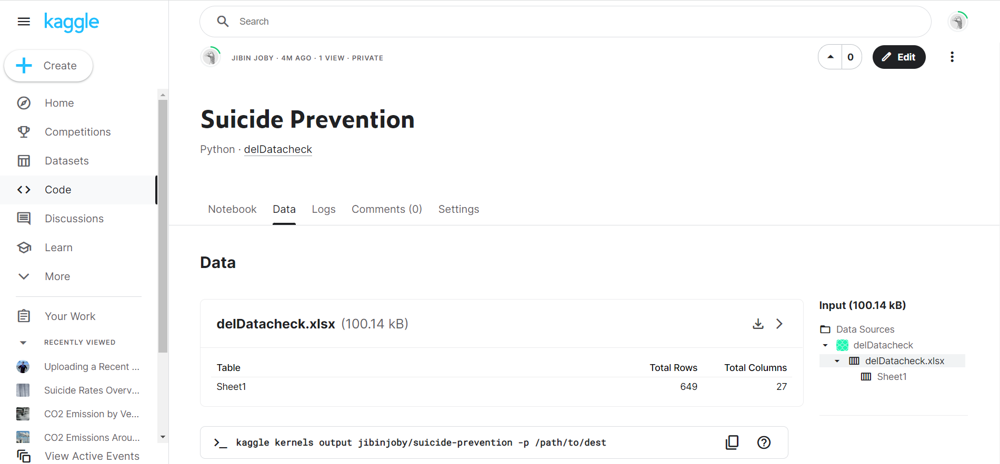 kaggle
Search
Create
JIBIN JOBY · 4M AGO · 1 VIEW · PRIVATE
0
Edit
Home
Competitions
Datasets
Code
Discussions
Learn
More
Your Work
RECENTLY VIEWED
Uploading a Recent ...
Suicide Rates Overv...
CO2 Emission by Ve...
CO2 Emissions Arou...
View Active Events
Suicide Prevention
Python · delDatacheck
Notebook Data Logs Comments (0) Settings
Data
delDatacheck.xlsx (100.14 kB)
Table Total Rows Total Columns
Sheet1 649 27
>_ kaggle kernels output jibinjoby/suicide-prevention -p /path/to/dest
Input (100.14 kB)
Data Sources
delDatacheck
delDatacheck.xlsx
Sheet1